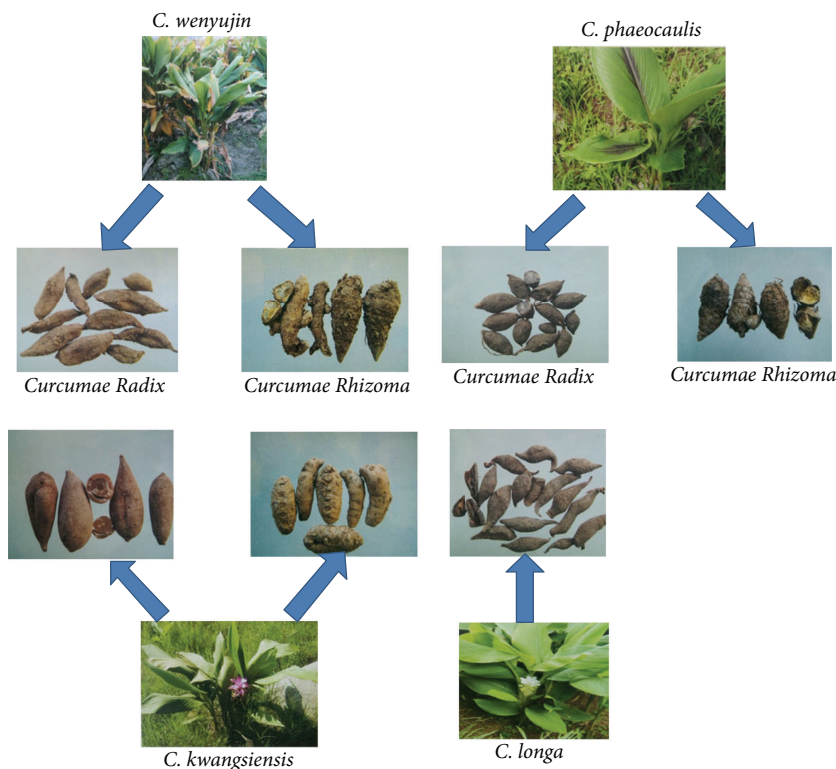 C. wenyujin
C. phaeocaulis
Curcumae Radix
Curcumae Rhizoma
Curcumae Radix
Curcumae Rhizoma
C. kwangsiensis
C. longa